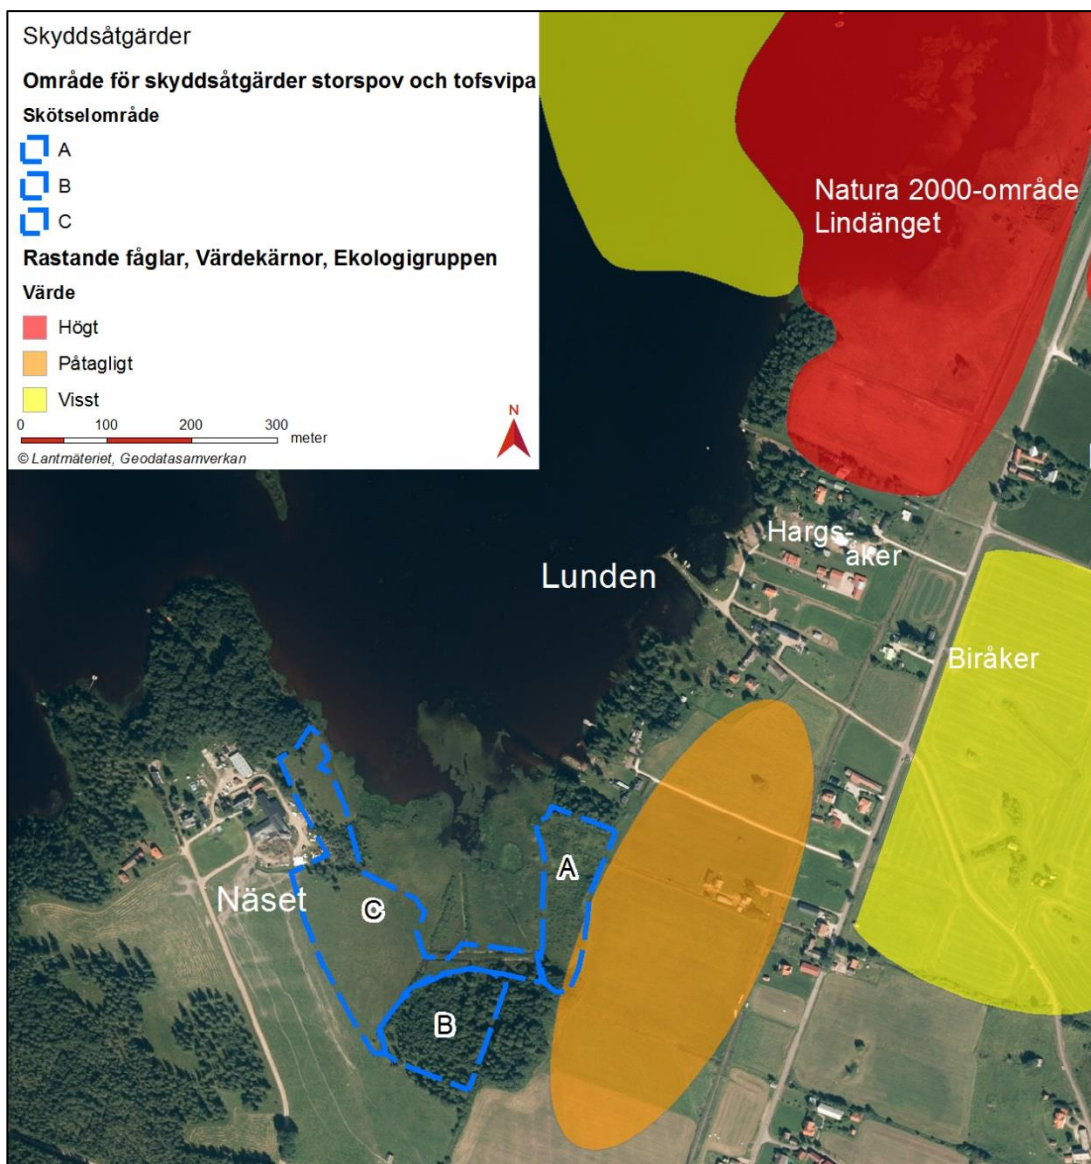 Skyddsåtgärder
Område för skyddsåtgärder storspov och tofsvipa
Skötselområde
A
B
C
Rastande fåglar, Värdekärnor, Ekologigruppen
Värde
Högt
Påtagligt
Visst
0 100 200 300
meter
N
© Lantmäteriet, Geodatasamverkan
Natura 2000-område
Lindänget
Hargs-
åker
Lunden
Biråker
A
Näset
C
B